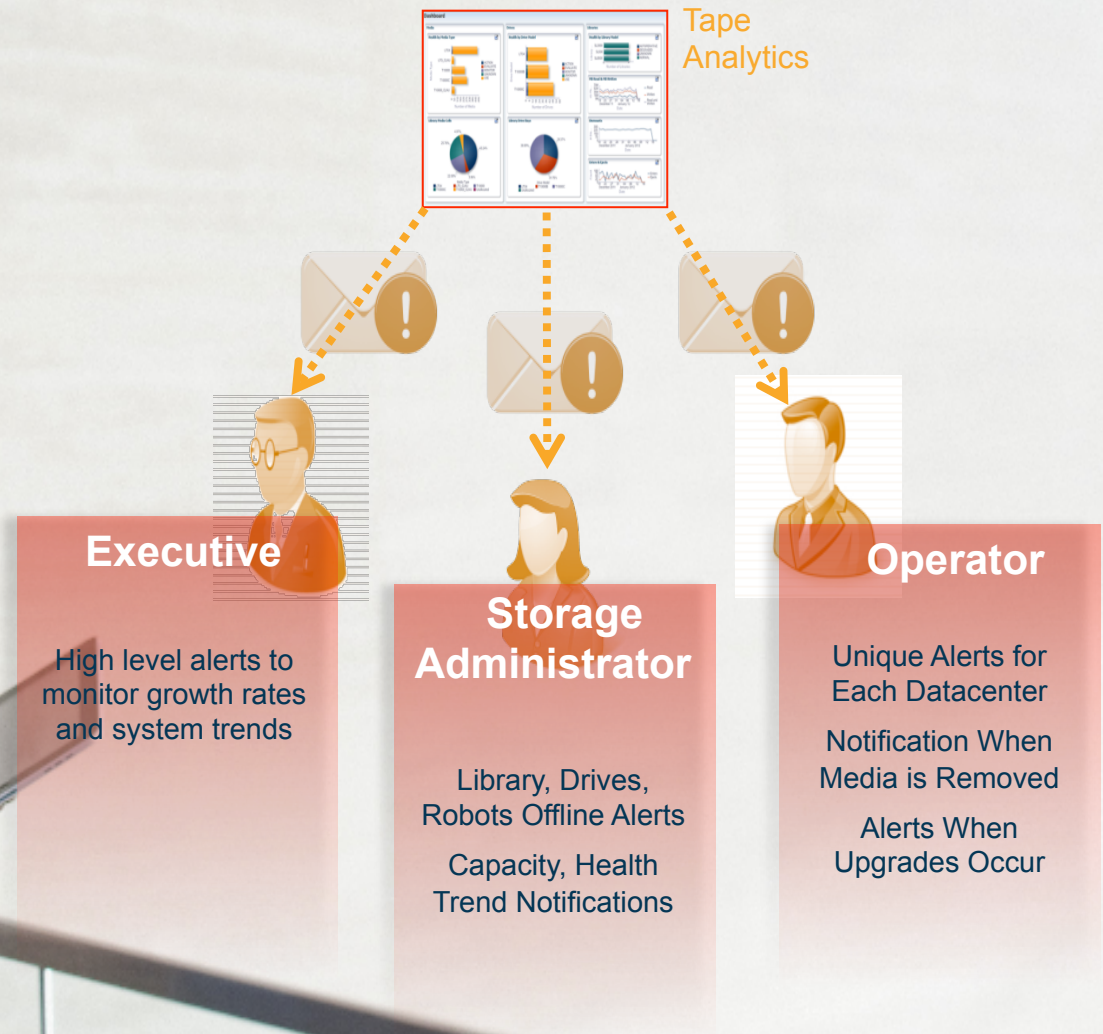 Dashboard
Tape
Analytics
Executive
High level alerts to
monitor growth rates
and system trends
Storage
Administrator
Library, Drives,
Robots Offline Alerts
Capacity, Health
Trend Notifications
Operator
Unique Alerts for
Each Datacenter
Notification When
Media is Removed
Alerts When
Upgrades Occur